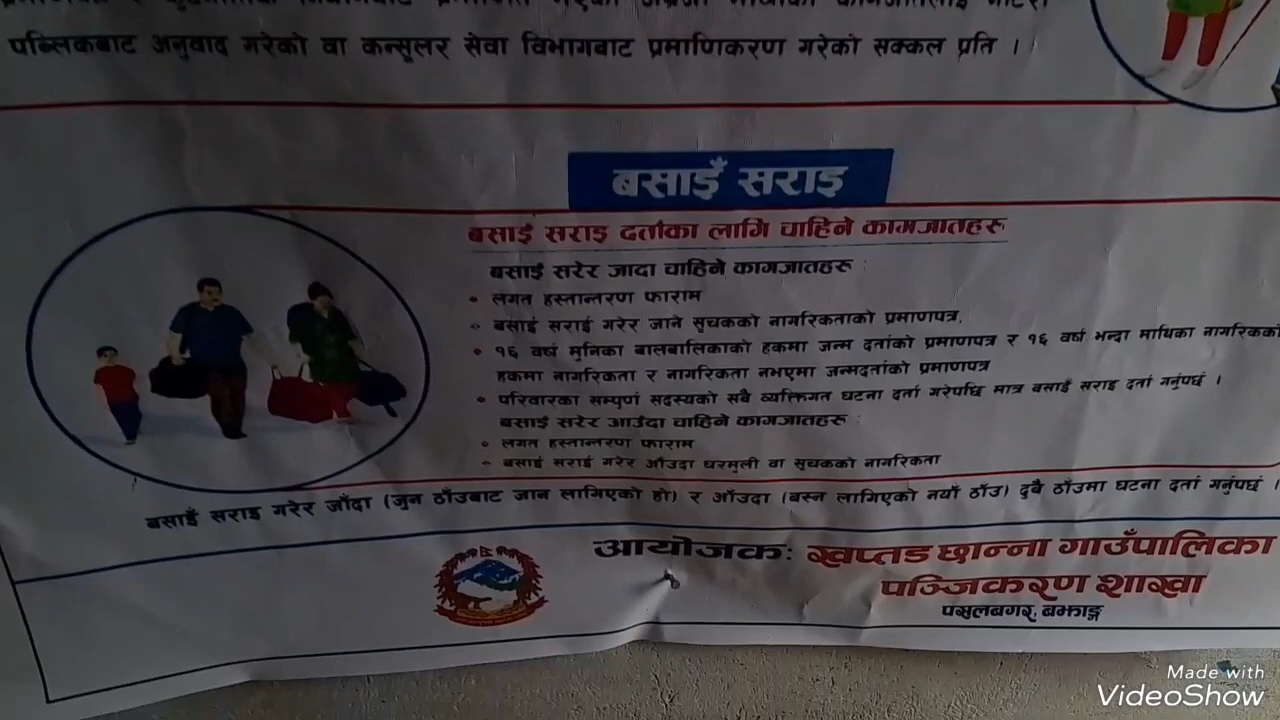 पब्लिकबाट अनुवाद गरेको वा कन्सुलर सेवा विभागबाट प्रमाणिकरण गरेको सक्कल प्रति ।
बसाइँ सराइ
बसाइँ सराइ दर्ताका लागि चाहिने कागजातहरू
बसाइँ सरेर जादा चाहिने कागजातहरू :
• लगत हस्तान्तरण फाराम
• बसाइ सराई गरेर जाने सुचकको नागरिकताको प्रमाणपत्र,
• १६ वर्ष मुनिका बालबालिकाको हकमा जन्म दर्ताको प्रमाणपत्र र १६ वर्ष भन्दा माथिका नागरिकको
हकमा नागरिकता र नागरिकता नभएमा जन्मदर्ताको प्रमाणपत्र
• परिवारका सम्पुर्ण सदस्यको सबै व्यक्तिगत घटना दर्ता गरेपछि मात्र बसाइँ सराइ दर्ता गर्नुपर्छ ।
बसाइँ सरेर आउँदा चाहिने कागजातहरू :
• लगत हस्तान्तरण फाराम
• बसाइ सराई गरेर आँउदा घरमुली वा सुचकको नागरिकता
बसाइँ सराइ गरेर जाँदा (जुन ठाँउबाट जान लागिएको हो) र आँउदा (बस्न लागिएको नयाँ ठाँउ) दुबै ठाँउमा घटना दर्ता गर्नुपर्छ ।
आयोजक: खप्तड छान्ना गाउँपालिका
पञ्जिकरण शाखा
पसुलबगर, बझाङ्ग
Made with
VideoShow